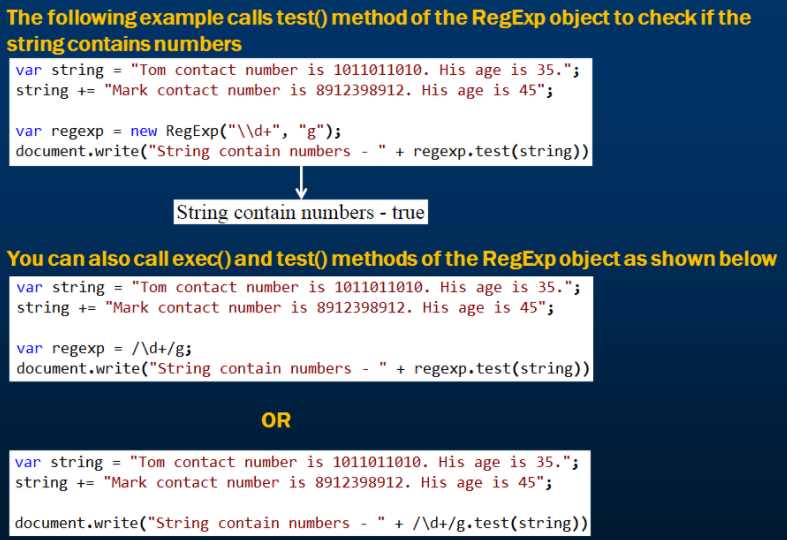 The following example calls test() method of the RegExp object to check if the
string contains numbers
var string = "Tom contact number is 1011011010. His age is 35.";
string += "Mark contact number is 8912398912. His age is 45";
var regexp = new RegExp("\\d+", "g");
document.write("String contain numbers - " + regexp.test(string))
String contain numbers - true
You can also call exec() and test() methods of the RegExp object as shown below
var string = "Tom contact number is 1011011010. His age is 35.";
string += "Mark contact number is 8912398912. His age is 45";
var regexp = /\d+/g;
document.write("String contain numbers - " + regexp.test(string))
OR
var string = "Tom contact number is 1011011010. His age is 35.";
string += "Mark contact number is 8912398912. His age is 45";
document.write("String contain numbers - " + /\d+/g.test(string))